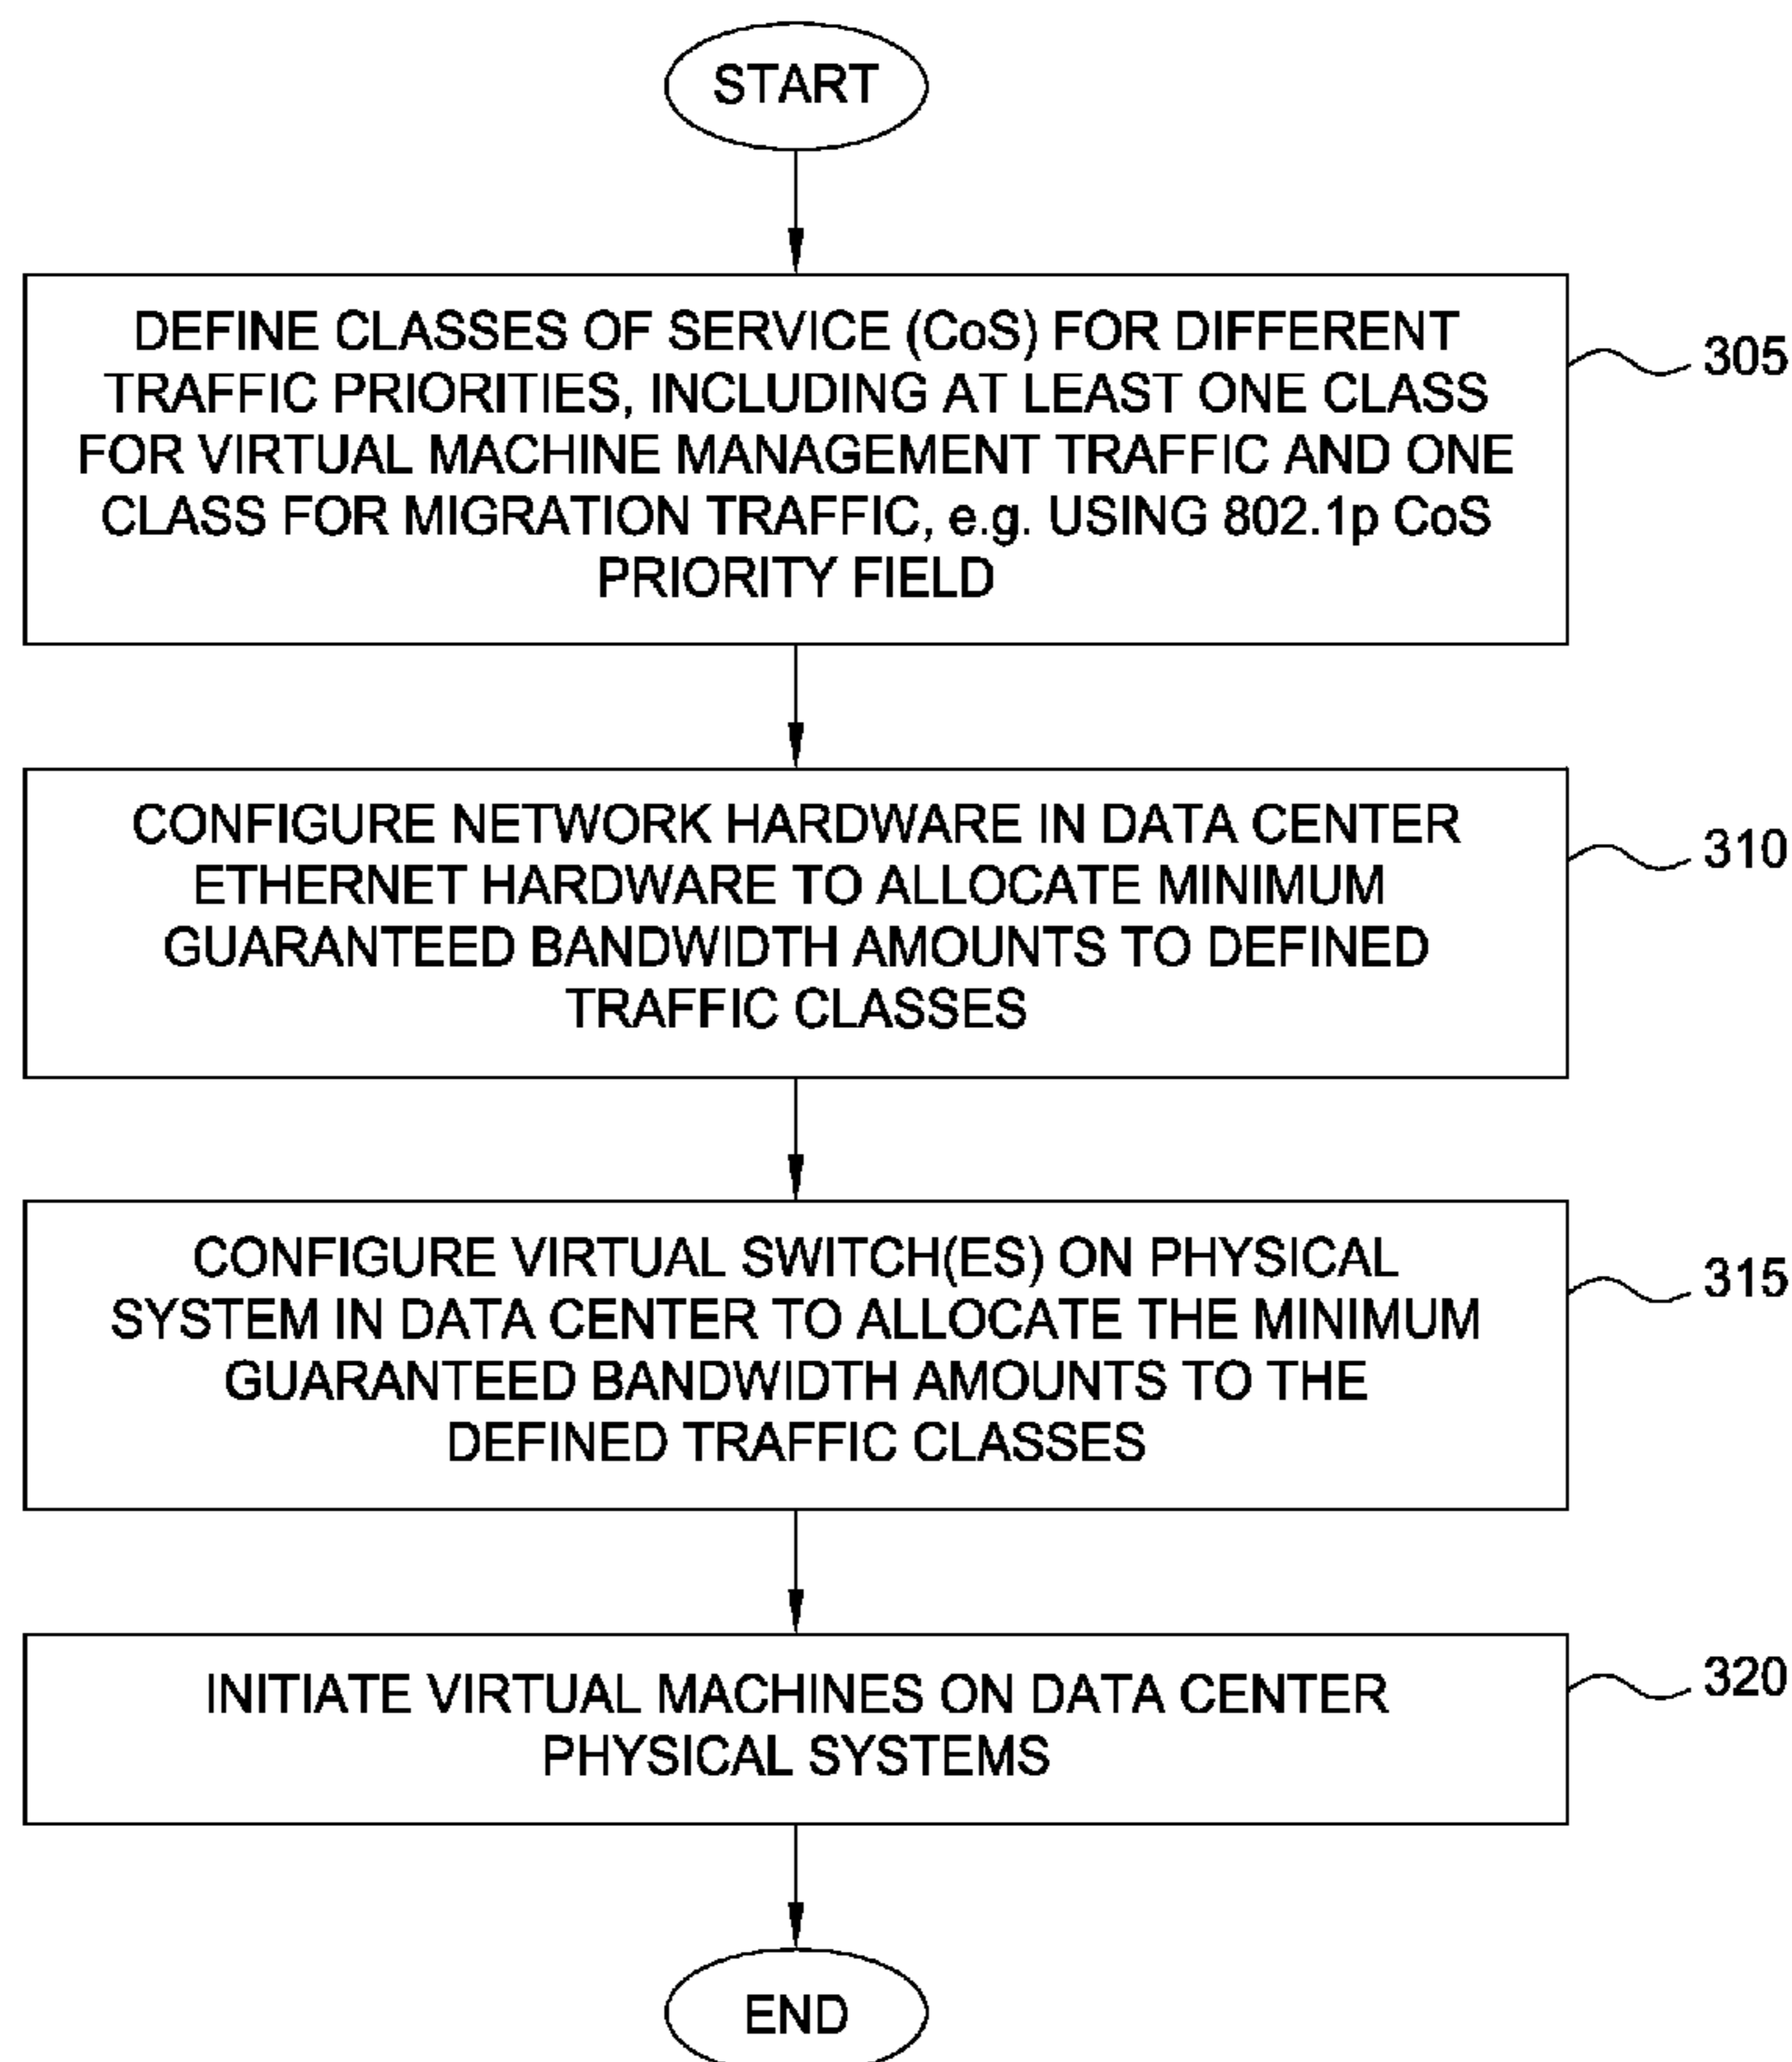 START
DEFINE CLASSES OF SERVICE (CoS) FOR DIFFERENT
TRAFFIC PRIORITIES, INCLUDING AT LEAST ONE CLASS
FOR VIRTUAL MACHINE MANAGEMENT TRAFFIC AND ONE
CLASS FOR MIGRATION TRAFFIC, e.g. USING 802.1p CoS
PRIORITY FIELD
305
CONFIGURE NETWORK HARDWARE IN DATA CENTER
ETHERNET HARDWARE TO ALLOCATE MINIMUM
GUARANTEED BANDWIDTH AMOUNTS TO DEFINED
TRAFFIC CLASSES
310
CONFIGURE VIRTUAL SWITCH(ES) ON PHYSICAL
SYSTEM IN DATA CENTER TO ALLOCATE THE MINIMUM
GUARANTEED BANDWIDTH AMOUNTS TO THE
DEFINED TRAFFIC CLASSES
315
INITIATE VIRTUAL MACHINES ON DATA CENTER
PHYSICAL SYSTEMS
320
END